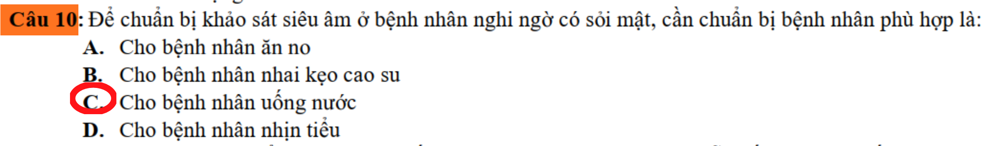 Câu 10: Để chuẩn bị khảo sát siêu âm ở bệnh nhân nghi ngờ có sỏi mật, cần chuẩn bị bệnh nhân phù hợp là:
A. Cho bệnh nhân ăn no
B. Cho bệnh nhân nhai kẹo cao su
C. Cho bệnh nhân uống nước
D. Cho bệnh nhân nhịn tiểu